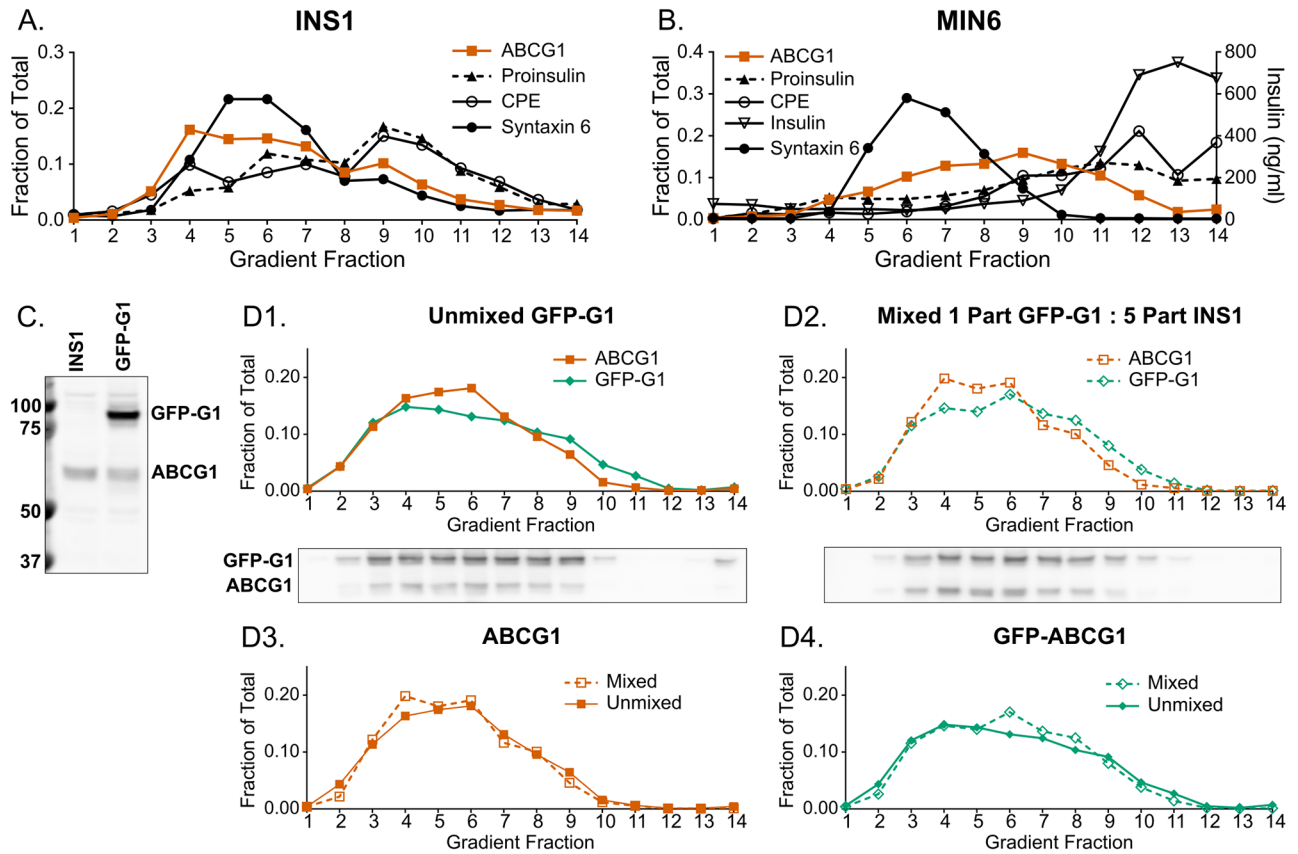 A.
INS1
0.3
0.2
0.1
0.0
Fraction of Total
ABCG1
Proinsulin
CPE
Syntaxin 6
1 2 3 4 5 6 7 8 9 10 11 12 13 14
Gradient Fraction
B.
MIN6
0.4
0.3
0.2
0.1
0.0
Fraction of Total
ABCG1
Proinsulin
CPE
Insulin
Syntaxin 6
800
600
400
200
0
Insulin (ng/ml)
1 2 3 4 5 6 7 8 9 10 11 12 13 14
Gradient Fraction
C.
INS1
GFP-G1
100
75
50
37
GFP-G1
ABCG1
D1.
Unmixed GFP-G1
0.20
0.10
0.00
Fraction of Total
ABCG1
GFP-G1
1 2 3 4 5 6 7 8 9 10 11 12 13 14
Gradient Fraction
GFP-G1
ABCG1
D2.
Mixed 1 Part GFP-G1 : 5 Part INS1
0.20
0.10
0.00
Fraction of Total
ABCG1
GFP-G1
1 2 3 4 5 6 7 8 9 10 11 12 13 14
Gradient Fraction
D3.
ABCG1
0.20
0.10
0.00
Fraction of Total
Mixed
Unmixed
1 2 3 4 5 6 7 8 9 10 11 12 13 14
Gradient Fraction
D4.
GFP-ABCG1
0.20
0.10
0.00
Fraction of Total
Mixed
Unmixed
1 2 3 4 5 6 7 8 9 10 11 12 13 14
Gradient Fraction